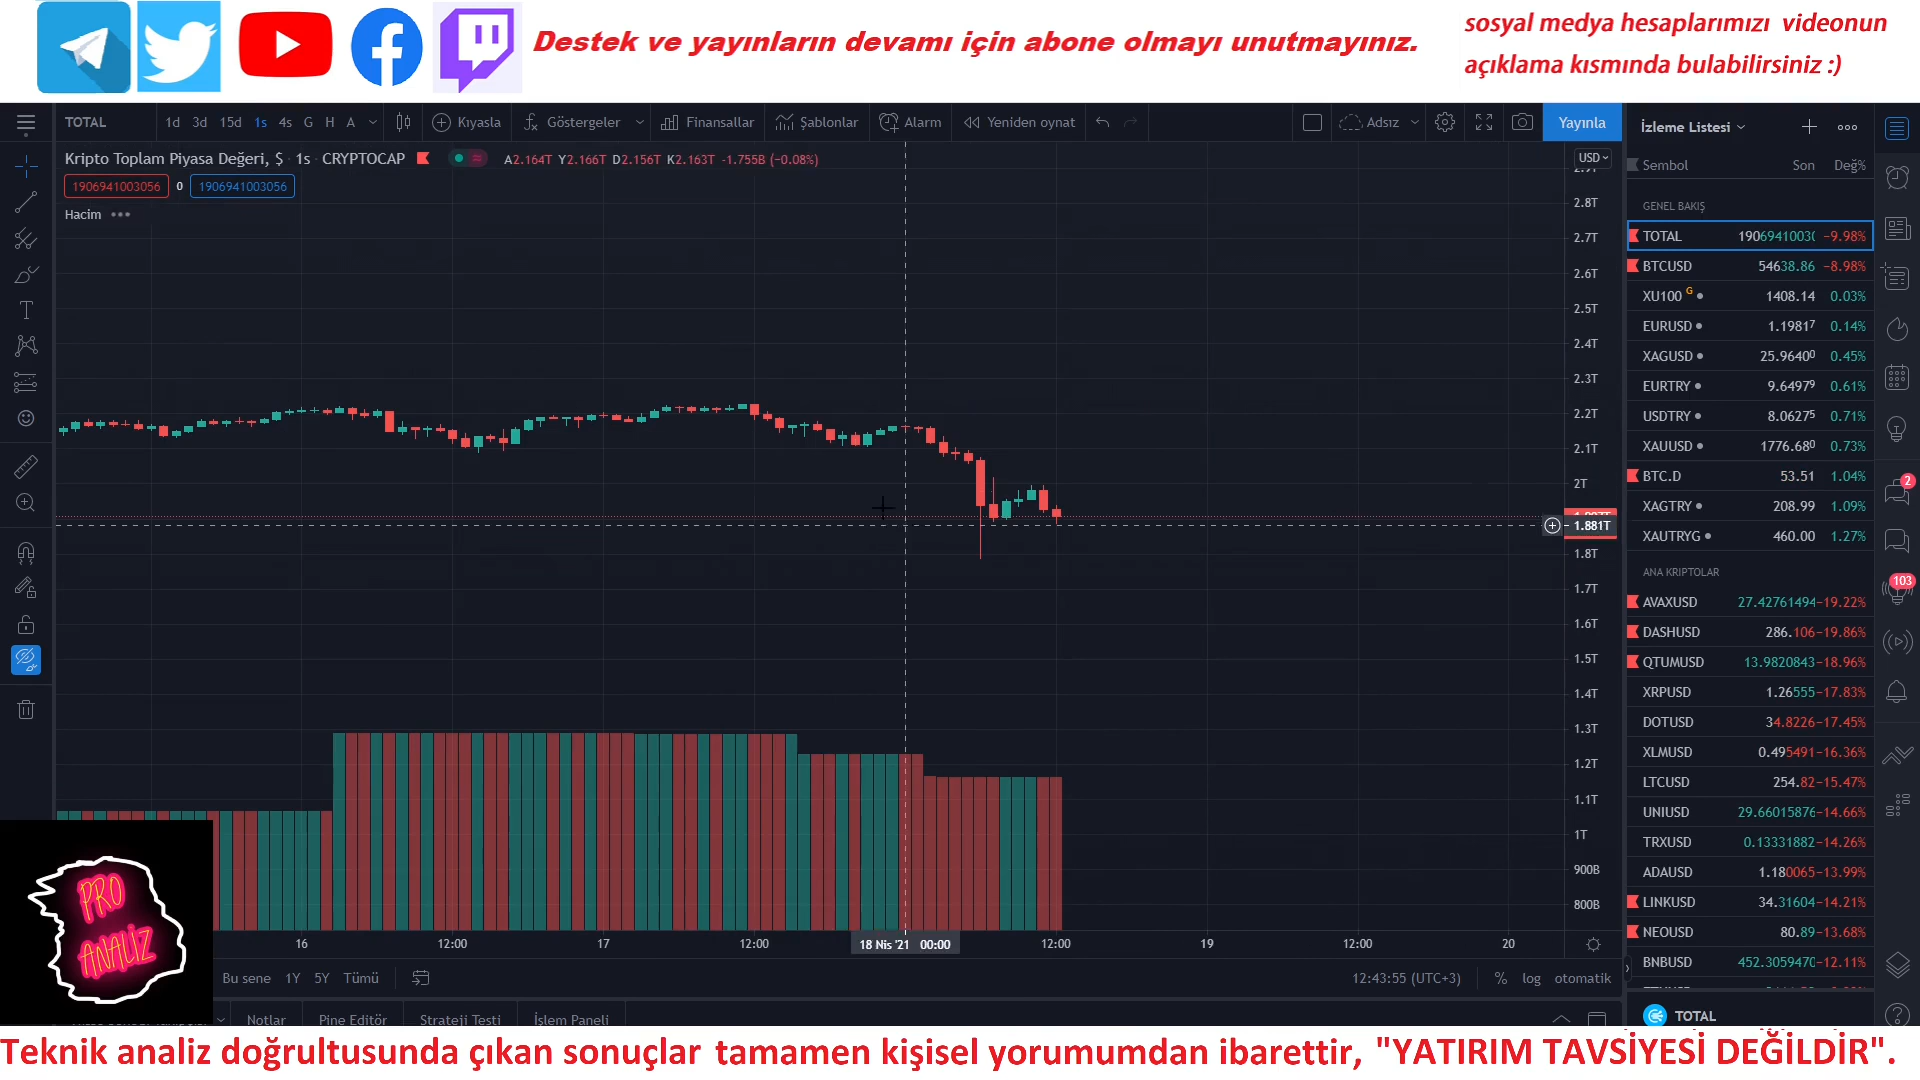 Destek ve yayınların devamı için abone olmayı unutmayınız.
sosyal medya hesaplarımızı videonun
açıklama kısmında bulabilirsiniz :)
TOTAL 1d 3d 15d 1s 4s G H A Kıyasla Göstergeler Finansallar Şablonlar Alarm Yeniden oynat Adsız Yayınla
İzleme Listesi
Kripto Toplam Piyasa Değeri, $ · 1s · CRYPTOCAP A2.164T Y2.166T D2.156T K2.163T -1.755B (−0.08%)
1906941003056 0 1906941003056
Hacim
USD
2.8T
2.7T
2.6T
2.5T
2.4T
2.3T
2.2T
2.1T
2T
1.881T
1.8T
1.7T
1.6T
1.5T
1.4T
1.3T
1.2T
1.1T
1T
900B
800B
16 12:00 17 12:00 18 Nis '21 00:00 12:00 19 12:00 20
Bu sene 1Y 5Y Tümü 12:43:55 (UTC+3) % log otomatik
Notlar Pine Editör Strateji Testi İşlem Paneli
Sembol Son Değ%
GENEL BAKIŞ
TOTAL 1906941003 −9.98%
BTCUSD 54638.86 −8.98%
XU100 G 1408.14 0.03%
EURUSD 1.19817 0.14%
XAGUSD 25.9640 0.45%
EURTRY 9.64979 0.61%
USDTRY 8.06275 0.71%
XAUUSD 1776.680 0.73%
BTC.D 53.51 1.04%
XAGTRY 208.99 1.09%
XAUTRYG 460.00 1.27%
ANA KRIPTOLAR
AVAXUSD 27.42761494 −19.22%
DASHUSD 286.106 −19.86%
QTUMUSD 13.9820843 −18.96%
XRPUSD 1.26555 −17.83%
DOTUSD 34.8226 −17.45%
XLMUSD 0.495491 −16.36%
LTCUSD 254.82 −15.47%
UNIUSD 29.66015876 −14.66%
TRXUSD 0.13331882 −14.26%
ADAUSD 1.180065 −13.99%
LINKUSD 34.31604 −14.21%
NEOUSD 80.89 −13.68%
BNBUSD 452.3059470 −12.11%
TOTAL
2
103
PRO
ANALİZ
Teknik analiz doğrultusunda çıkan sonuçlar tamamen kişisel yorumumdan ibarettir, "YATIRIM TAVSİYESİ DEĞİLDİR".